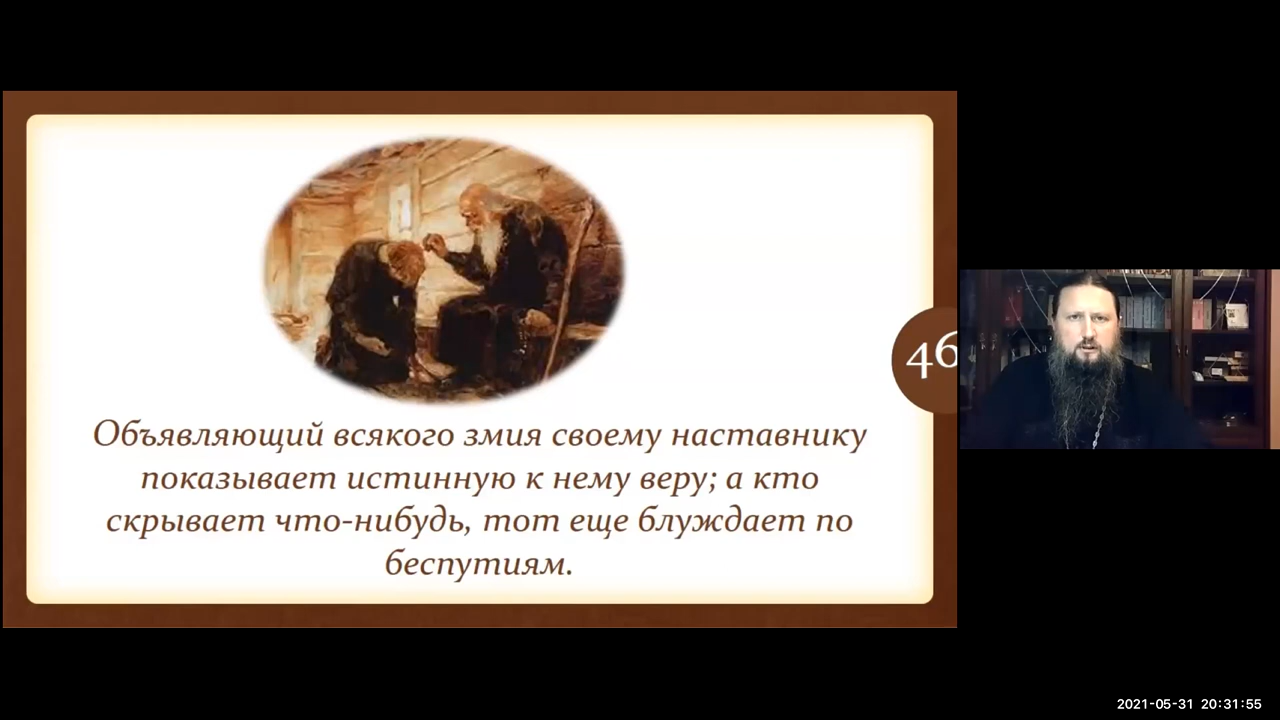 46
Объявляющий всякого змия своему наставнику
показывает истинную к нему веру; а кто
скрывает что-нибудь, тот еще блуждает по
беспутиям.
2021-05-31 20:31:55